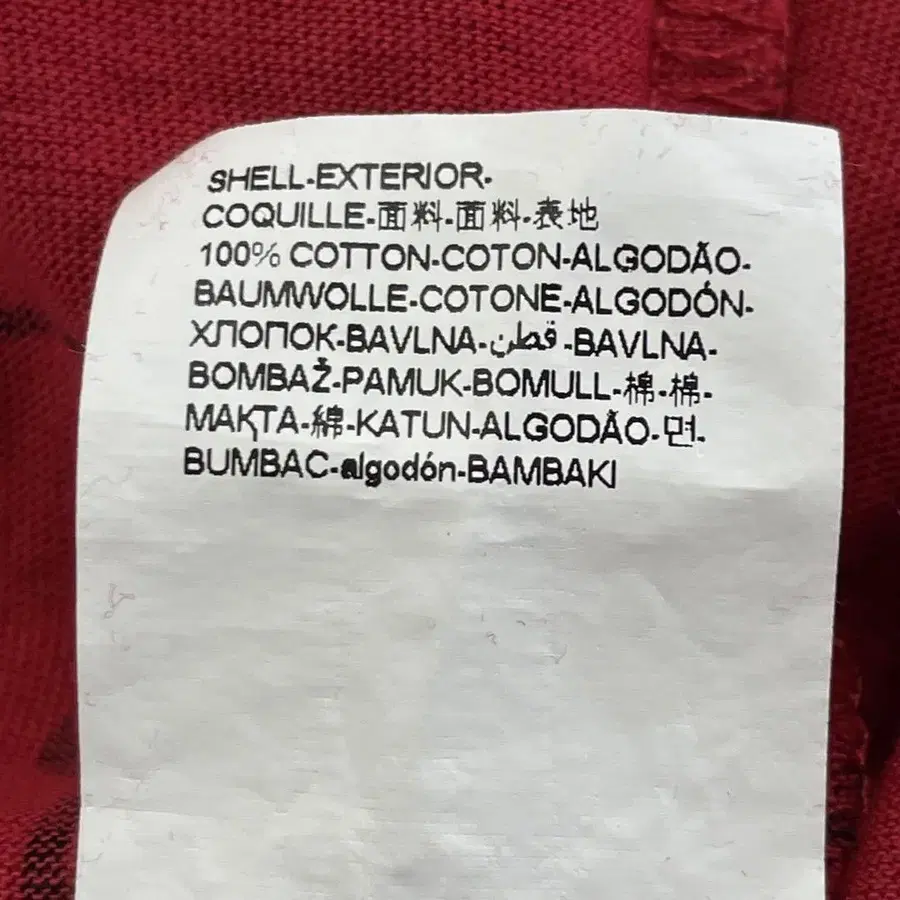 SHELL-EXTERIOR-
COQUILLE-面料-面料-表地
100% COTTON-COTON-ALGODÃO-
BAUMWOLLE-COTONE-ALGODÓN-
ХЛОПОК-BAVLNA-قطن-BAVLNA-
BOMBAŽ-PAMUK-BOMULL-棉-棉-
МАҚТА-綿-KATUN-ALGODÃO-면-
BUMBAC-algodón-BAMBAKI